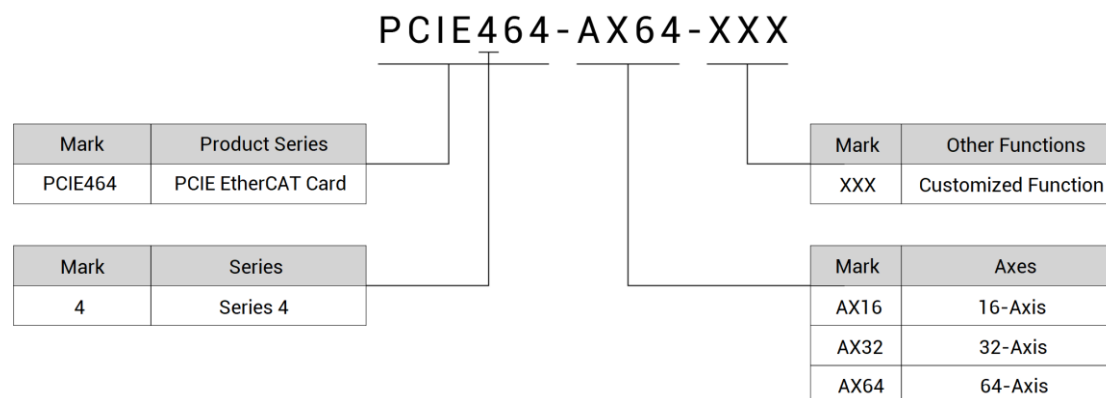 PCIE464-AX64-XXX
Mark Product Series
PCIE464 PCIE EtherCAT Card
Mark Series
4 Series 4
Mark Other Functions
XXX Customized Function
Mark Axes
AX16 16-Axis
AX32 32-Axis
AX64 64-Axis